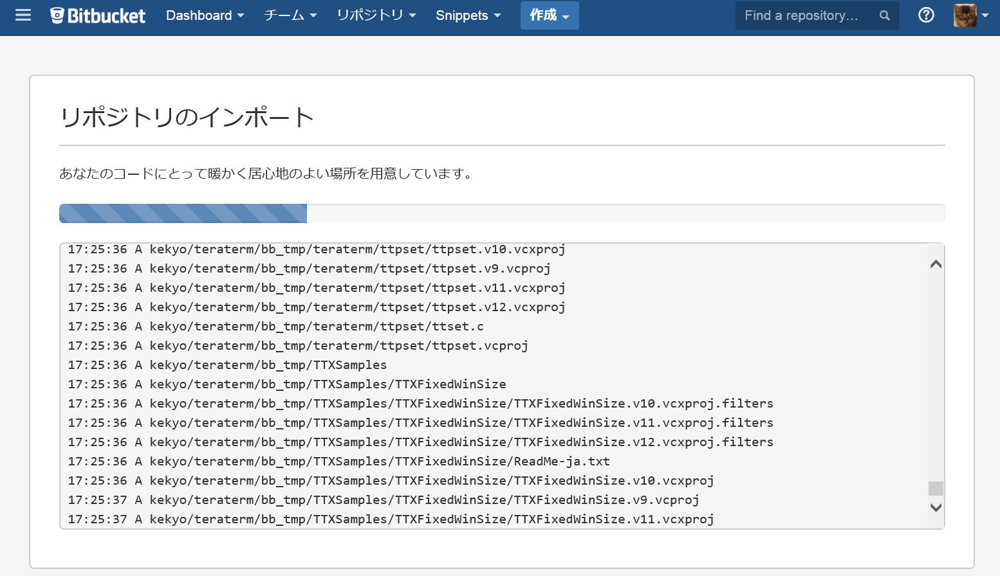 Bitbucket Dashboard チーム リポジトリ Snippets 作成 Find a repository...
リポジトリのインポート
あなたのコードにとって暖かく居心地のよい場所を用意しています。
17:25:36 A kekyo/teraterm/bb_tmp/teraterm/ttpset/ttpset.v10.vcxproj
17:25:36 A kekyo/teraterm/bb_tmp/teraterm/ttpset/ttpset.v9.vcproj
17:25:36 A kekyo/teraterm/bb_tmp/teraterm/ttpset/ttpset.v11.vcxproj
17:25:36 A kekyo/teraterm/bb_tmp/teraterm/ttpset/ttpset.v12.vcxproj
17:25:36 A kekyo/teraterm/bb_tmp/teraterm/ttpset/ttset.c
17:25:36 A kekyo/teraterm/bb_tmp/teraterm/ttpset/ttpset.vcproj
17:25:36 A kekyo/teraterm/bb_tmp/TTXSamples
17:25:36 A kekyo/teraterm/bb_tmp/TTXSamples/TTXFixedWinSize
17:25:36 A kekyo/teraterm/bb_tmp/TTXSamples/TTXFixedWinSize/TTXFixedWinSize.v10.vcxproj.filters
17:25:36 A kekyo/teraterm/bb_tmp/TTXSamples/TTXFixedWinSize/TTXFixedWinSize.v11.vcxproj.filters
17:25:36 A kekyo/teraterm/bb_tmp/TTXSamples/TTXFixedWinSize/TTXFixedWinSize.v12.vcxproj.filters
17:25:36 A kekyo/teraterm/bb_tmp/TTXSamples/TTXFixedWinSize/ReadMe-ja.txt
17:25:36 A kekyo/teraterm/bb_tmp/TTXSamples/TTXFixedWinSize/TTXFixedWinSize.v10.vcxproj
17:25:37 A kekyo/teraterm/bb_tmp/TTXSamples/TTXFixedWinSize/TTXFixedWinSize.v9.vcproj
17:25:37 A kekyo/teraterm/bb_tmp/TTXSamples/TTXFixedWinSize/TTXFixedWinSize.v11.vcxproj